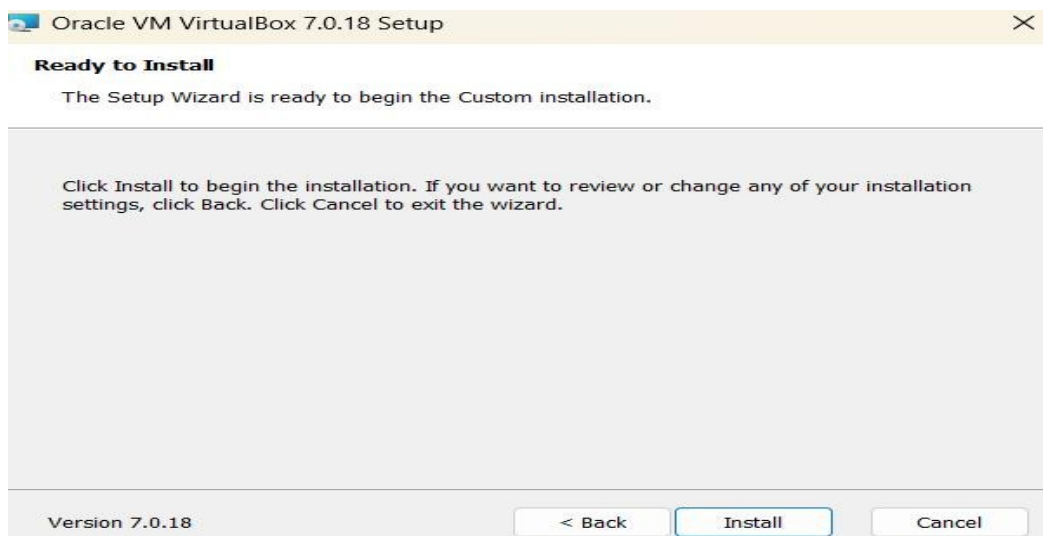 Oracle VM VirtualBox 7.0.18 Setup
Ready to Install
The Setup Wizard is ready to begin the Custom installation.
Click Install to begin the installation. If you want to review or change any of your installation
settings, click Back. Click Cancel to exit the wizard.
Version 7.0.18
< Back
Install
Cancel